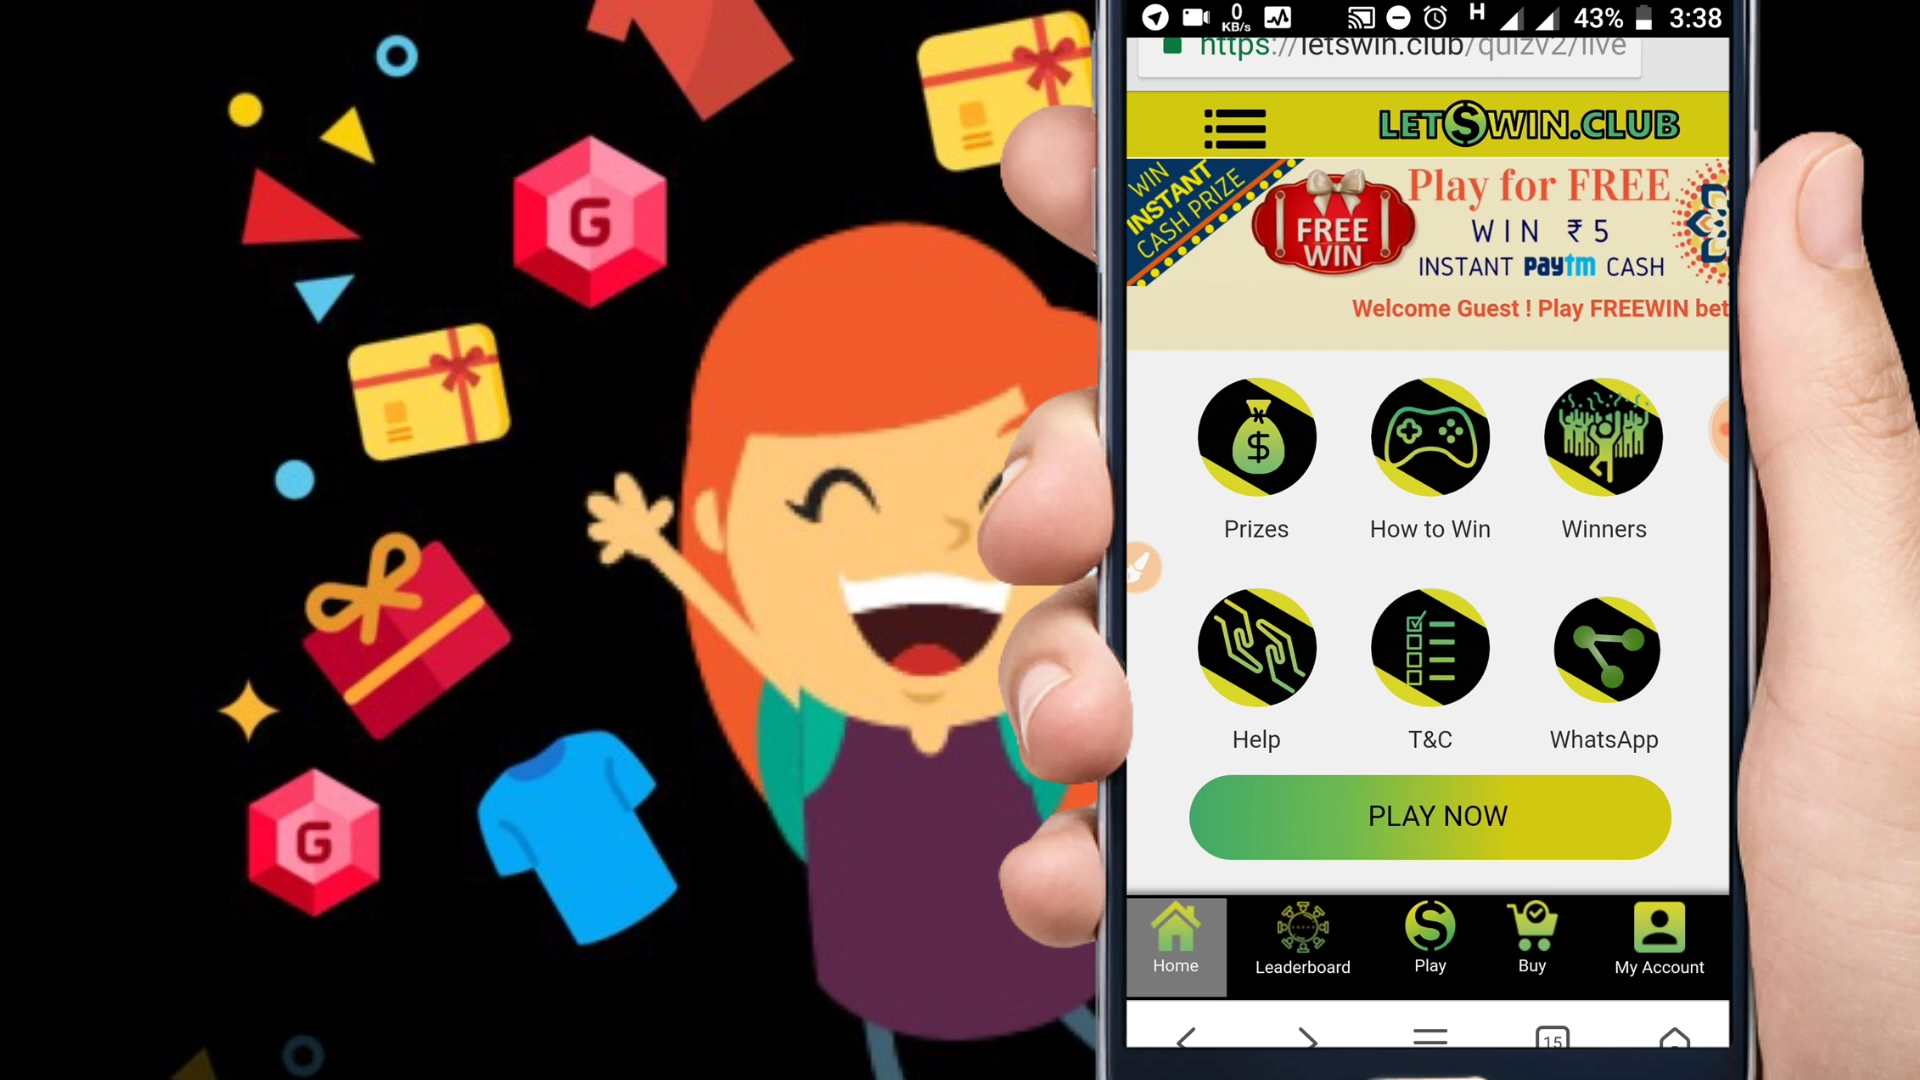 G
G
0
KB/s
H
43%
3:38
https://letswin.club/quizv2/live
LET$WIN.CLUB
WIN
INSTANT
CASH PRIZE
FREE
WIN
Play for FREE
WIN ₹5
INSTANT paytm CASH
Welcome Guest ! Play FREEWIN bet
$
Prizes
How to Win
Winners
Help
T&C
WhatsApp
PLAY NOW
Home
Leaderboard
Play
Buy
My Account
15